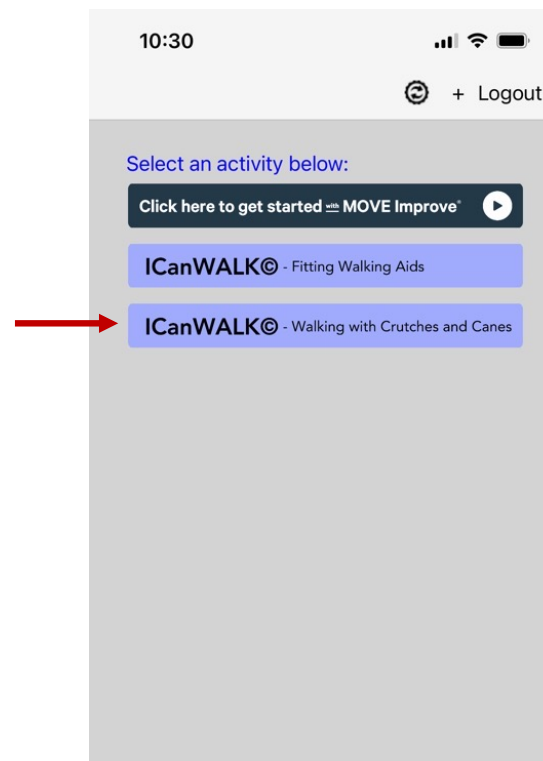 10:30
+ Logout
Select an activity below:
Click here to get started with MOVE Improve®
ICanWALK© - Fitting Walking Aids
ICanWALK© - Walking with Crutches and Canes